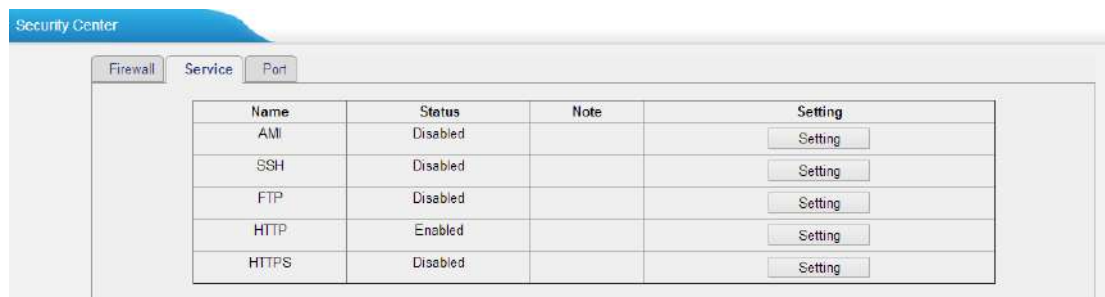 Security Center
Firewall Service Port
Name Status Note Setting
AMI Disabled Setting
SSH Disabled Setting
FTP Disabled Setting
HTTP Enabled Setting
HTTPS Disabled Setting